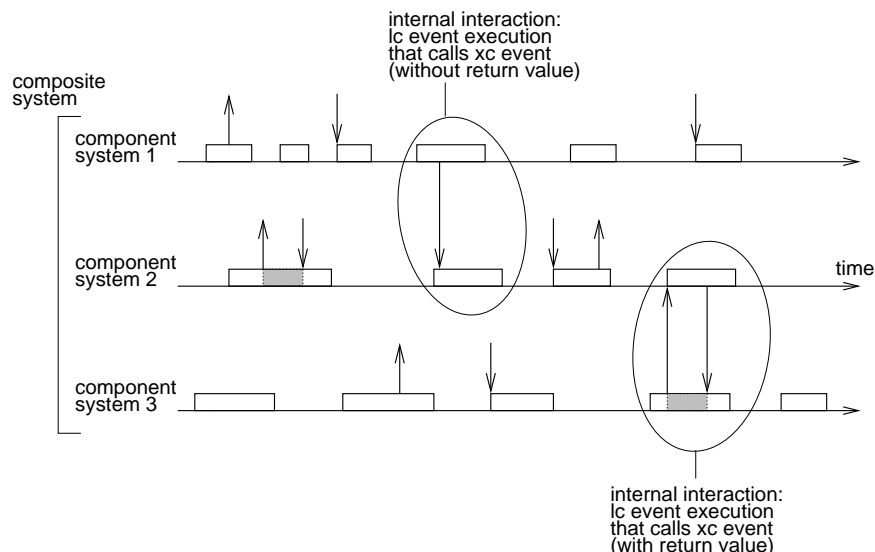 internal interaction:
lc event execution
that calls xc event
(without return value)
composite
system
component
system 1
component
system 2
time
component
system 3
internal interaction:
lc event execution
that calls xc event
(with return value)